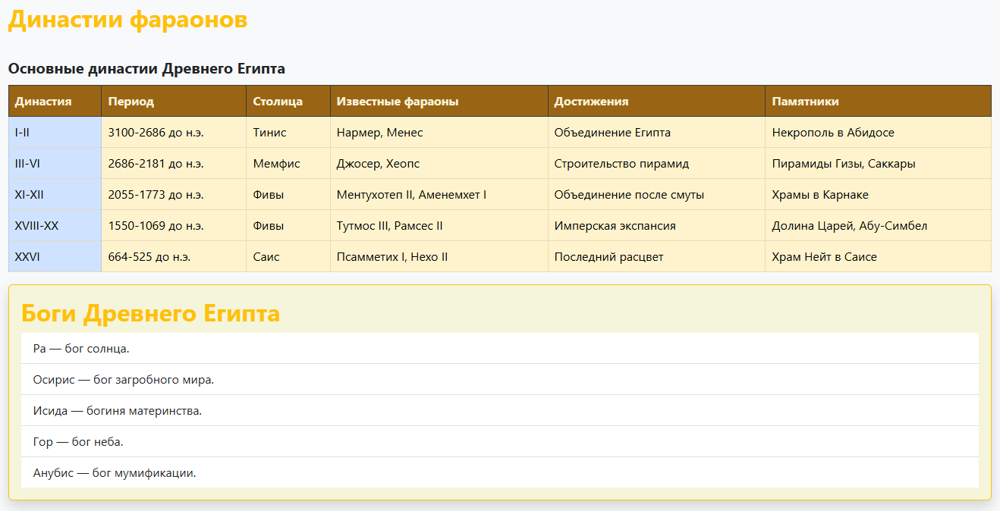 Династии фараонов
Основные династии Древнего Египта
Династия Период Столица Известные фараоны Достижения Памятники
I-II 3100-2686 до н.э. Тинис Нармер, Менес Объединение Египта Некрополь в Абидосе
III-VI 2686-2181 до н.э. Мемфис Джосер, Хеопс Строительство пирамид Пирамиды Гизы, Саккары
XI-XII 2055-1773 до н.э. Фивы Ментухотеп II, Аменемхет I Объединение после смуты Храмы в Карнаке
XVIII-XX 1550-1069 до н.э. Фивы Тутмос III, Рамсес II Имперская экспансия Долина Царей, Абу-Симбел
XXVI 664-525 до н.э. Саис Псамметих I, Нехо II Последний расцвет Храм Нейт в Саисе
Боги Древнего Египта
Ра — бог солнца.
Осирис — бог загробного мира.
Исида — богиня материнства.
Гор — бог неба.
Анубис — бог мумификации.